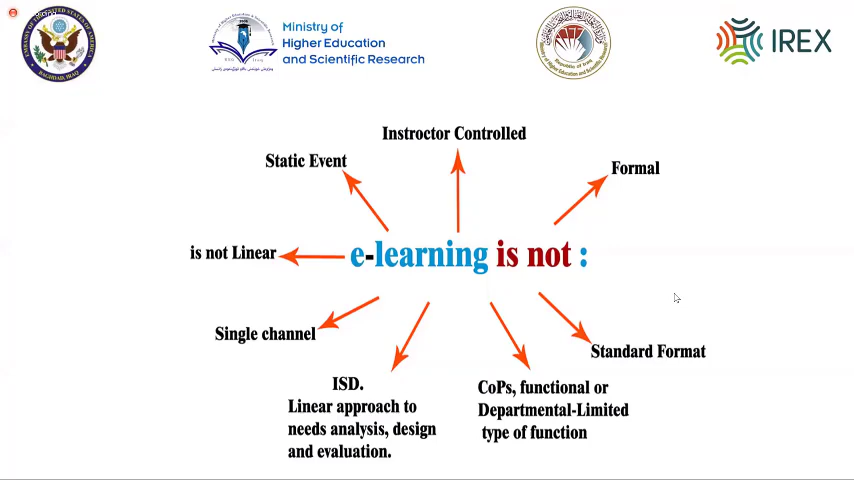 Ministry of
Higher Education
and Scientific Research
IREX
Instructor Controlled
Static Event
Formal
is not Linear
e-learning is not :
Single channel
Standard Format
ISD.
Linear approach to
needs analysis, design
and evaluation.
CoPs, functional or
Departmental-Limited
type of function